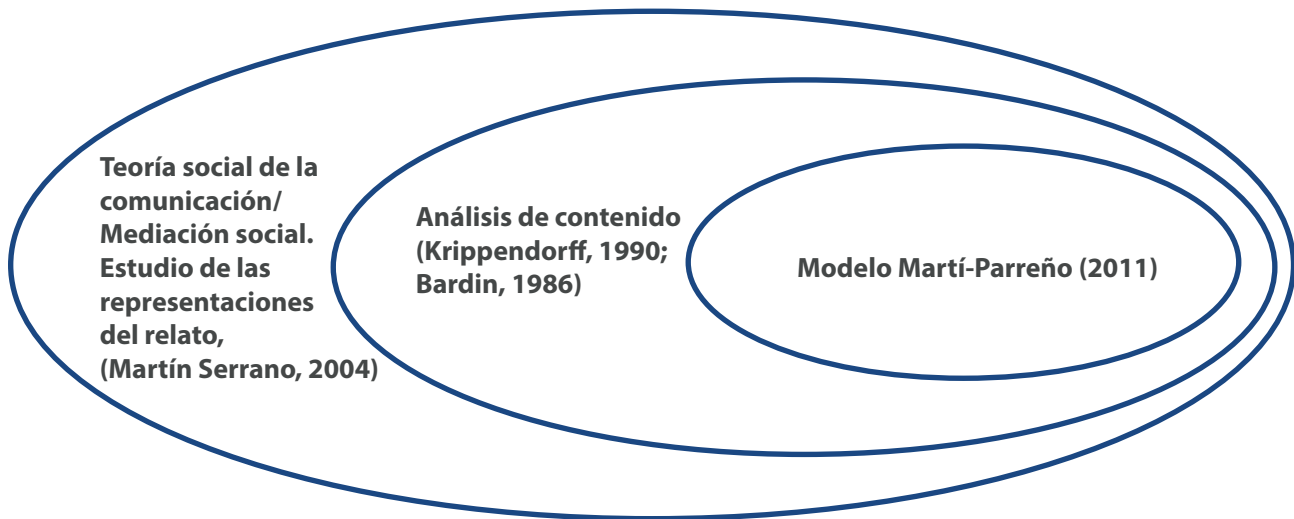 Teoría social de la
comunicación/
Mediación social.
Estudio de las
representaciones
del relato,
(Martín Serrano, 2004)
Análisis de contenido
(Krippendorff, 1990;
Bardin, 1986)
Modelo Martí-Parreño (2011)